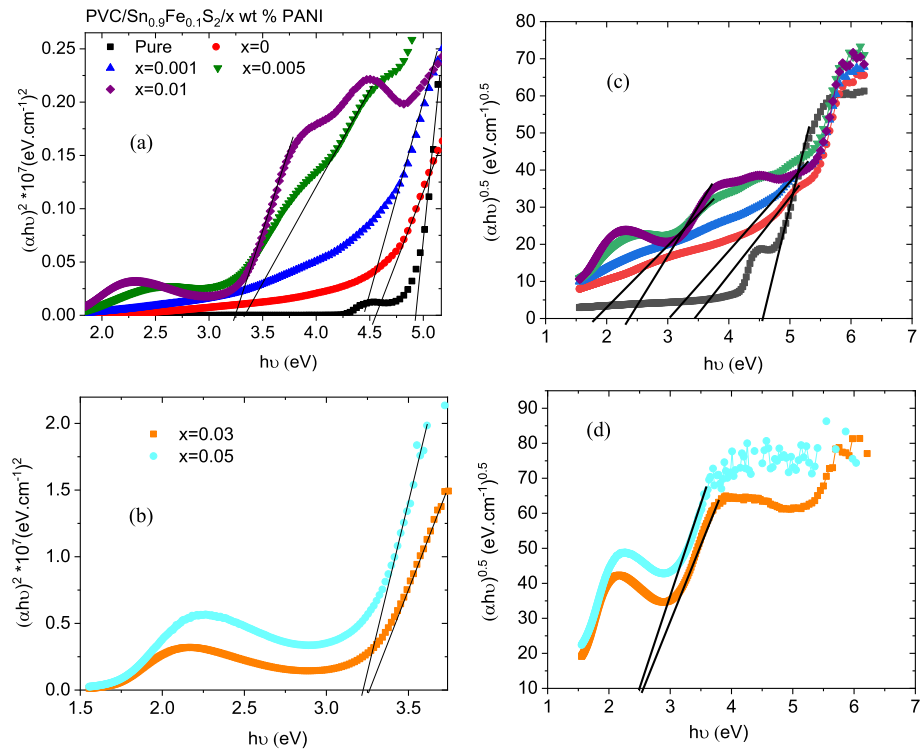 PVC/Sn0.9Fe0.1S2/x wt % PANI
Pure
x=0
x=0.001
x=0.005
x=0.01
(a)
0.25
0.20
0.15
0.10
0.05
0.00
2.0
2.5
3.0
3.5
4.0
4.5
5.0
hυ (eV)
(αhυ)² *10⁷(eV.cm⁻¹)²
(c)
90
80
70
60
50
40
30
20
10
0
1
2
3
4
5
6
7
hυ (eV)
(αhυ)^0.5 (eV.cm⁻¹)^0.5
x=0.03
x=0.05
(b)
2.0
1.5
1.0
0.5
0.0
1.5
2.0
2.5
3.0
3.5
hυ (eV)
(αhυ)² *10⁷(eV.cm⁻¹)²
(d)
90
80
70
60
50
40
30
20
10
1
2
3
4
5
6
7
hυ (eV)
(αhυ)^0.5 (eV.cm⁻¹)^0.5